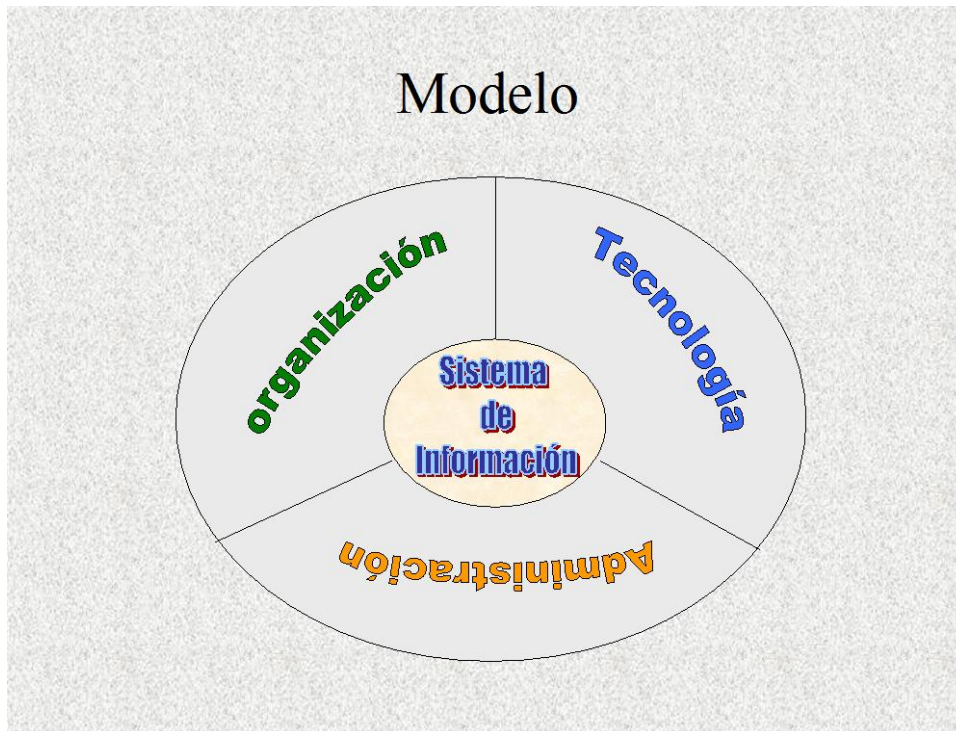 Modelo
organización
Tecnología
Sistema
de
Información
Administración